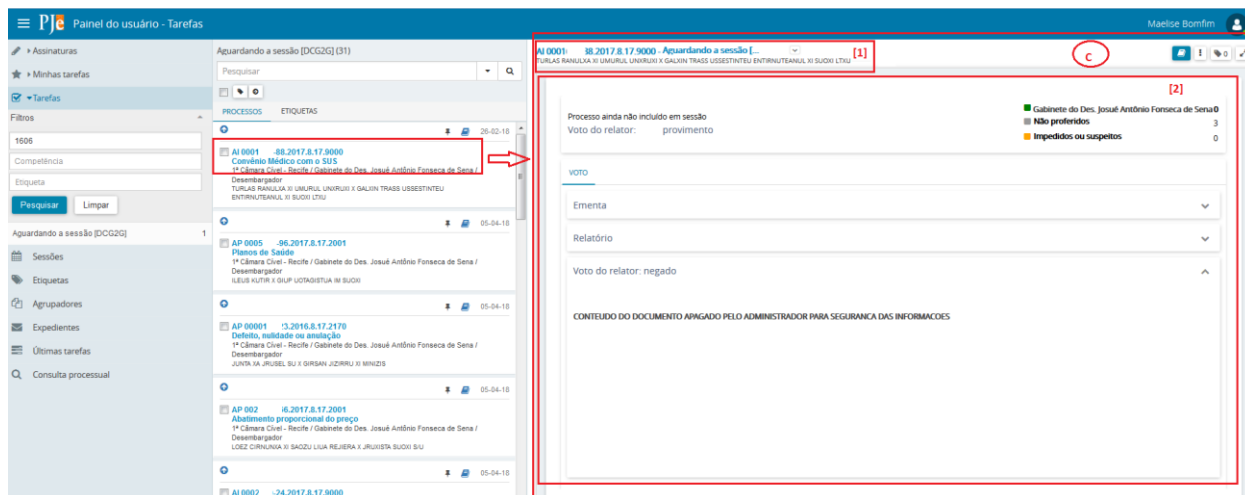 PJe Painel do usuário - Tarefas
Maelise Bomfim
Assinaturas
Minhas tarefas
Tarefas
Filtros
1606
Competência
Etiqueta
Pesquisar Limpar
Aguardando a sessão [DCG2G] 1
Sessões
Etiquetas
Agrupadores
Expedientes
Últimas tarefas
Consulta processual
Aguardando a sessão [DCG2G] (31)
Pesquisar
PROCESSOS ETIQUETAS
26-02-18
AI 0001 -88.2017.8.17.9000
Convênio Médico com o SUS
1ª Câmara Cível - Recife / Gabinete do Des. Josué Antônio Fonseca de Sena /
Desembargador
TURLAS RANULXA XI UMURUL UNXRUXI X GALXIN TRASS USSESTINTEU
ENTIRNUTEANUL XI SUOXI LTXU
05-04-18
AP 0005 -96.2017.8.17.2001
Planos de Saúde
1ª Câmara Cível - Recife / Gabinete do Des. Josué Antônio Fonseca de Sena /
Desembargador
ILEUS KUTIR X GIUP UOTAGISTUA IM SUOXI
05-04-18
AP 00001 !3.2016.8.17.2170
Defeito, nulidade ou anulação
1ª Câmara Cível - Recife / Gabinete do Des. Josué Antônio Fonseca de Sena /
Desembargador
JUNTA XA JRUSEL SU X GIRSAN JIZIRRU XI MINIZIS
05-04-18
AP 002 i6.2017.8.17.2001
Abatimento proporcional do preço
1ª Câmara Cível - Recife / Gabinete do Des. Josué Antônio Fonseca de Sena /
Desembargador
LOEZ CIRNUNXA XI SAOZU LIUA REJIERA X JRUXISTA SUOXI S/U
05-04-18
AI 0002 -24.2017.8.17.9000
AI 0001 38.2017.8.17.9000 - Aguardando a sessão [... [1]
TURLAS RANULXA XI UMURUL UNXRUXI X GALXIN TRASS USSESTINTEU ENTIRNUTEANUL XI SUOXI LTXU
C
0
[2]
Processo ainda não incluído em sessão
Voto do relator: provimento
Gabinete do Des. Josué Antônio Fonseca de Sena 0
Não proferidos 3
Impedidos ou suspeitos 0
VOTO
Ementa
Relatório
Voto do relator: negado
CONTEUDO DO DOCUMENTO APAGADO PELO ADMINISTRADOR PARA SEGURANCA DAS INFORMACOES